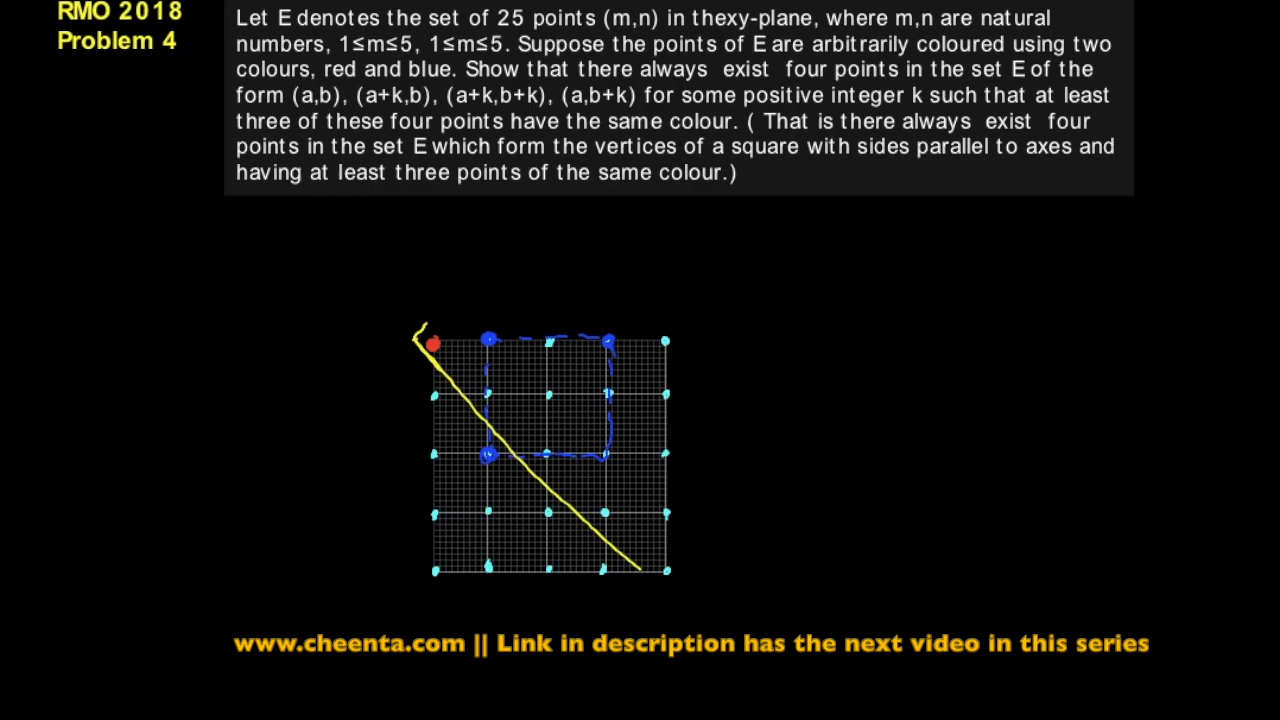 RMO 2018
Problem 4
Let E denotes the set of 25 points (m,n) in thexy-plane, where m,n are natural
numbers, 1≤m≤5, 1≤m≤5. Suppose the points of E are arbitrarily coloured using two
colours, red and blue. Show that there always exist four points in the set E of the
form (a,b), (a+k,b), (a+k,b+k), (a,b+k) for some positive integer k such that at least
three of these four points have the same colour. ( That is there always exist four
points in the set E which form the vertices of a square with sides parallel to axes and
having at least three points of the same colour.)
www.cheenta.com || Link in description has the next video in this series